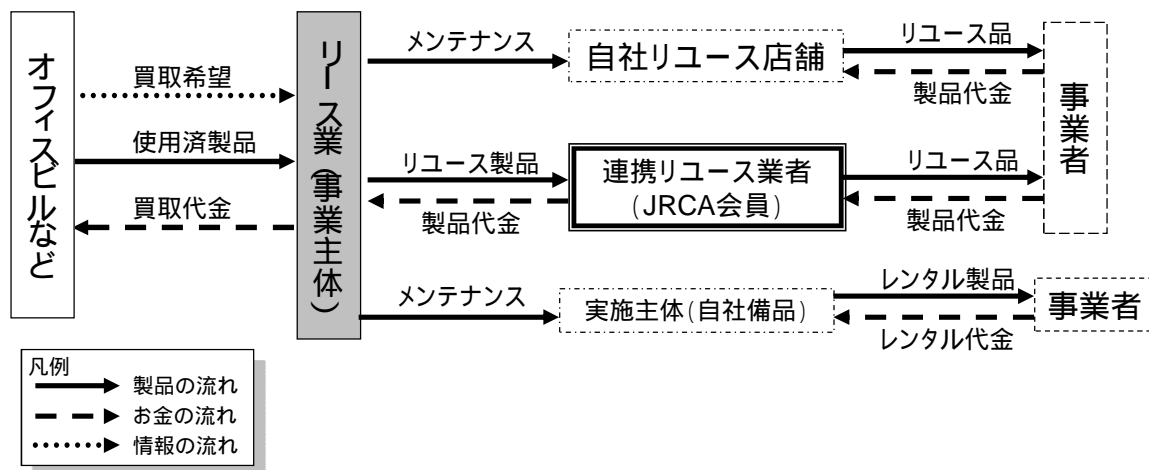 オフィスビルなど
買取希望
使用済製品
買取代金
リース業(事業主体)
メンテナンス
自社リユース店舗
リユース品
製品代金
リユース製品
製品代金
連携リユース業者
(JRCA会員)
リユース品
製品代金
事業者
メンテナンス
実施主体(自社備品)
レンタル製品
レンタル代金
事業者
凡例
製品の流れ
お金の流れ
情報の流れ